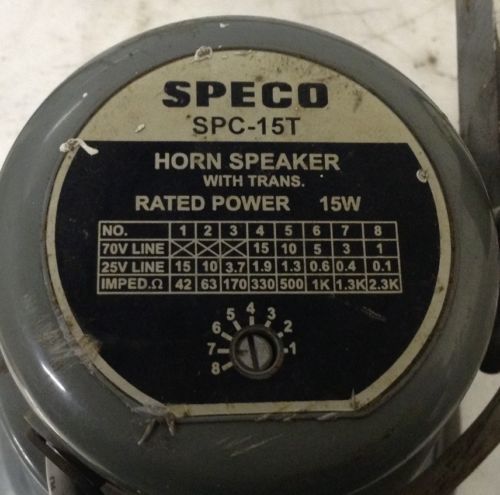 SPECO
SPC-15T
HORN SPEAKER
WITH TRANS.
RATED POWER 15W
NO. 1 2 3 4 5 6 7 8
70V LINE X X X 15 10 5 3 1
25V LINE 15 10 3.7 1.9 1.3 0.6 0.4 0.1
IMPED.Ω 42 63 170 330 500 1K 1.3K 2.3K
4
5 3
6 2
7 1
8